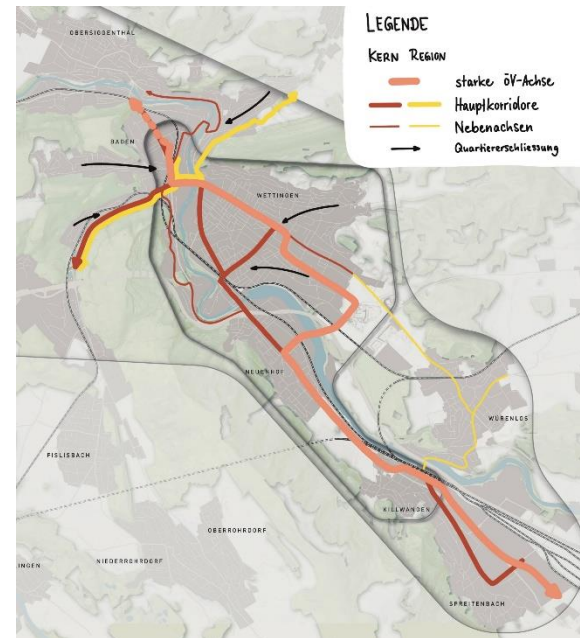 LEGENDE
KERN REGION
starke ÖV-Achse
Hauptkorridore
Nebenachsen
Quartiererschliessung
OBERSIGGENTHAL
BADEN
WETTINGEN
NEUENHOF
WÜRENLOS
FISLISBACH
KILLWANGEN
OBERROHRDORF
NIEDERROHRDORF
INGEN
SPREITENBACH